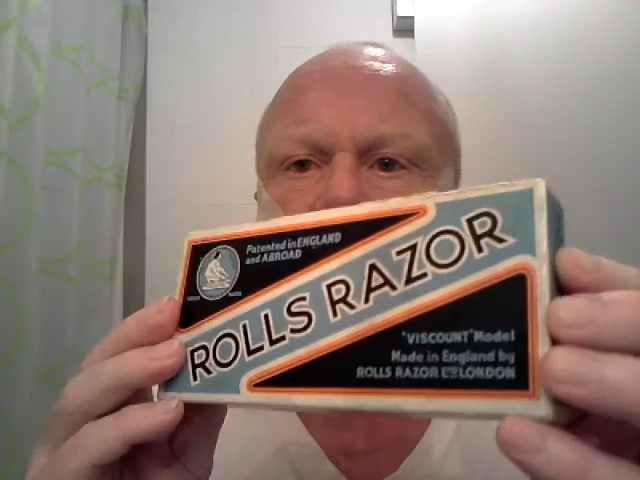 Patented in ENGLAND
and ABROAD
ROLLS RAZOR
"VISCOUNT" Model
Made in England by
ROLLS RAZOR LTD LONDON